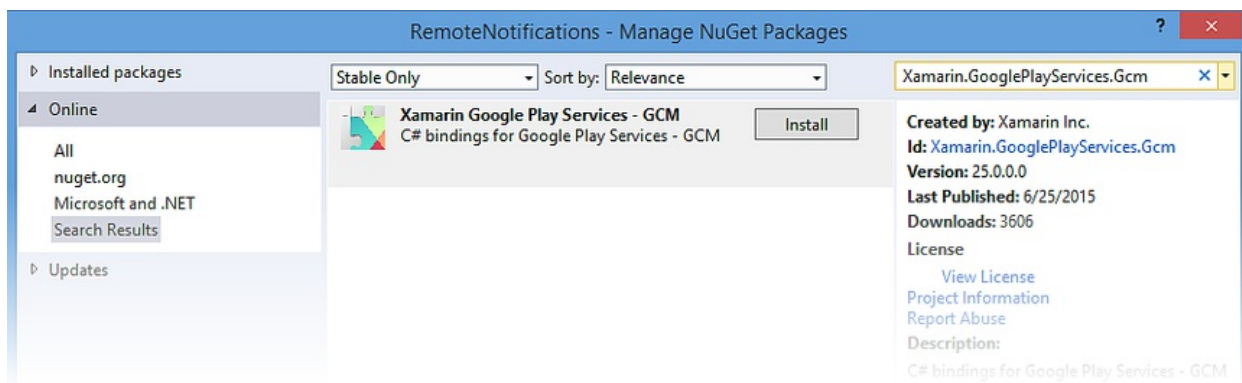 RemoteNotifications - Manage NuGet Packages
?
Installed packages
Online
All
nuget.org
Microsoft and .NET
Search Results
Updates
Stable Only
Sort by: Relevance
Xamarin Google Play Services - GCM
C# bindings for Google Play Services - GCM
Install
Xamarin.GooglePlayServices.Gcm
Created by: Xamarin Inc.
Id: Xamarin.GooglePlayServices.Gcm
Version: 25.0.0.0
Last Published: 6/25/2015
Downloads: 3606
License
View License
Project Information
Report Abuse
Description:
C# bindings for Google Play Services - GCM